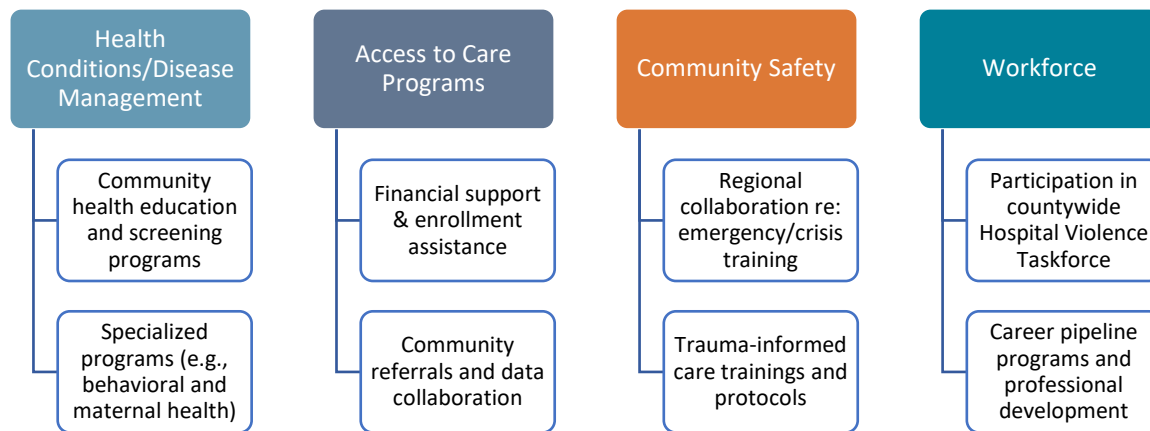 Health
Conditions/Disease
Management
Community
health education
and screening
programs
Specialized
programs (e.g.,
behavioral and
maternal health)
Access to Care
Programs
Financial support
& enrollment
assistance
Community
referrals and data
collaboration
Community Safety
Regional
collaboration re:
emergency/crisis
training
Trauma-informed
care trainings and
protocols
Workforce
Participation in
countywide
Hospital Violence
Taskforce
Career pipeline
programs and
professional
development